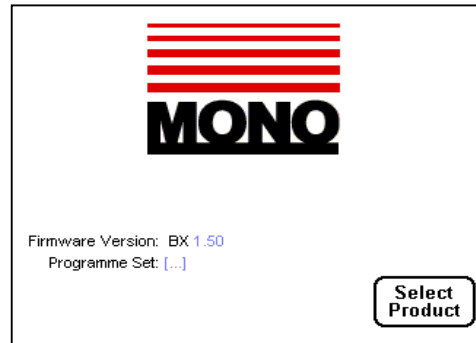 MONO
Firmware Version: BX 1.50
Programme Set: [...]
Select
Product